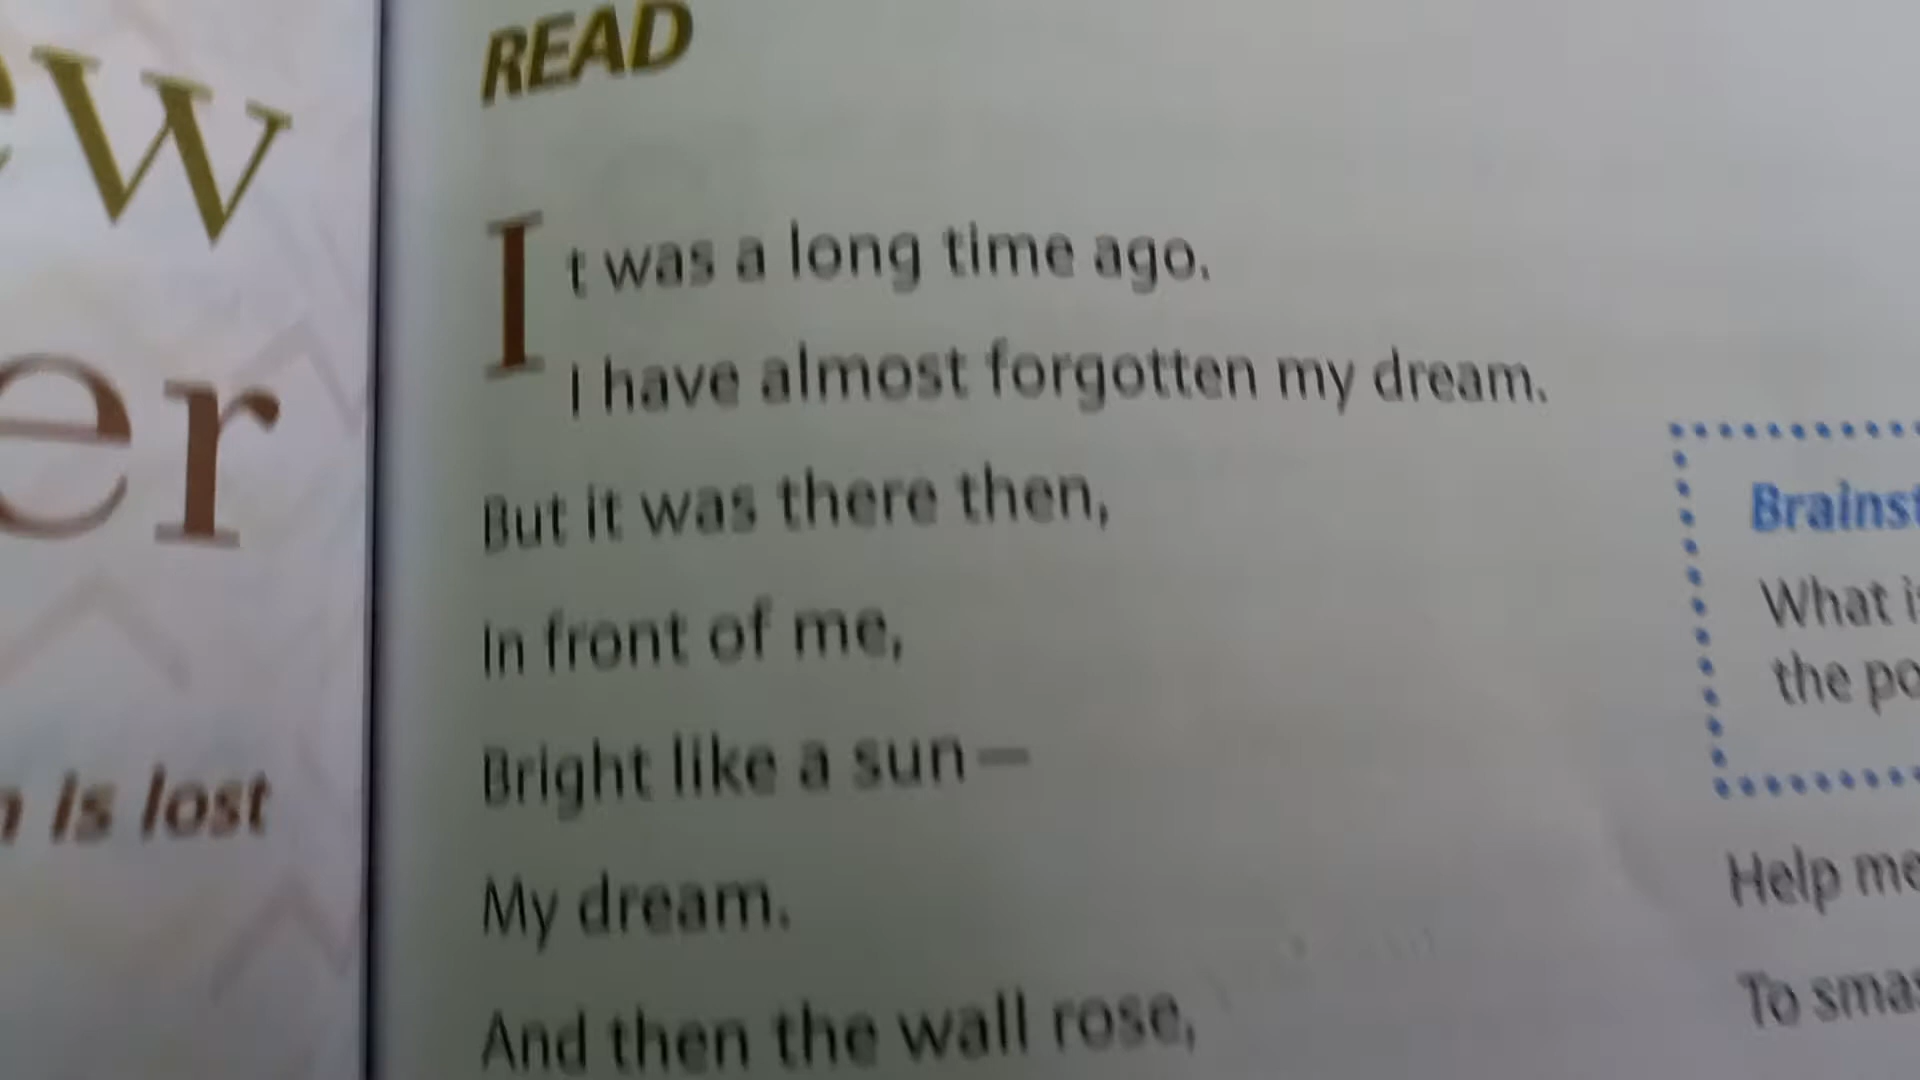 ew
er
is lost
READ
It was a long time ago.
I have almost forgotten my dream.
But it was there then,
In front of me,
Bright like a sun—
My dream.
And then the wall rose,
Brainst
What i
the po
Help me
To smas